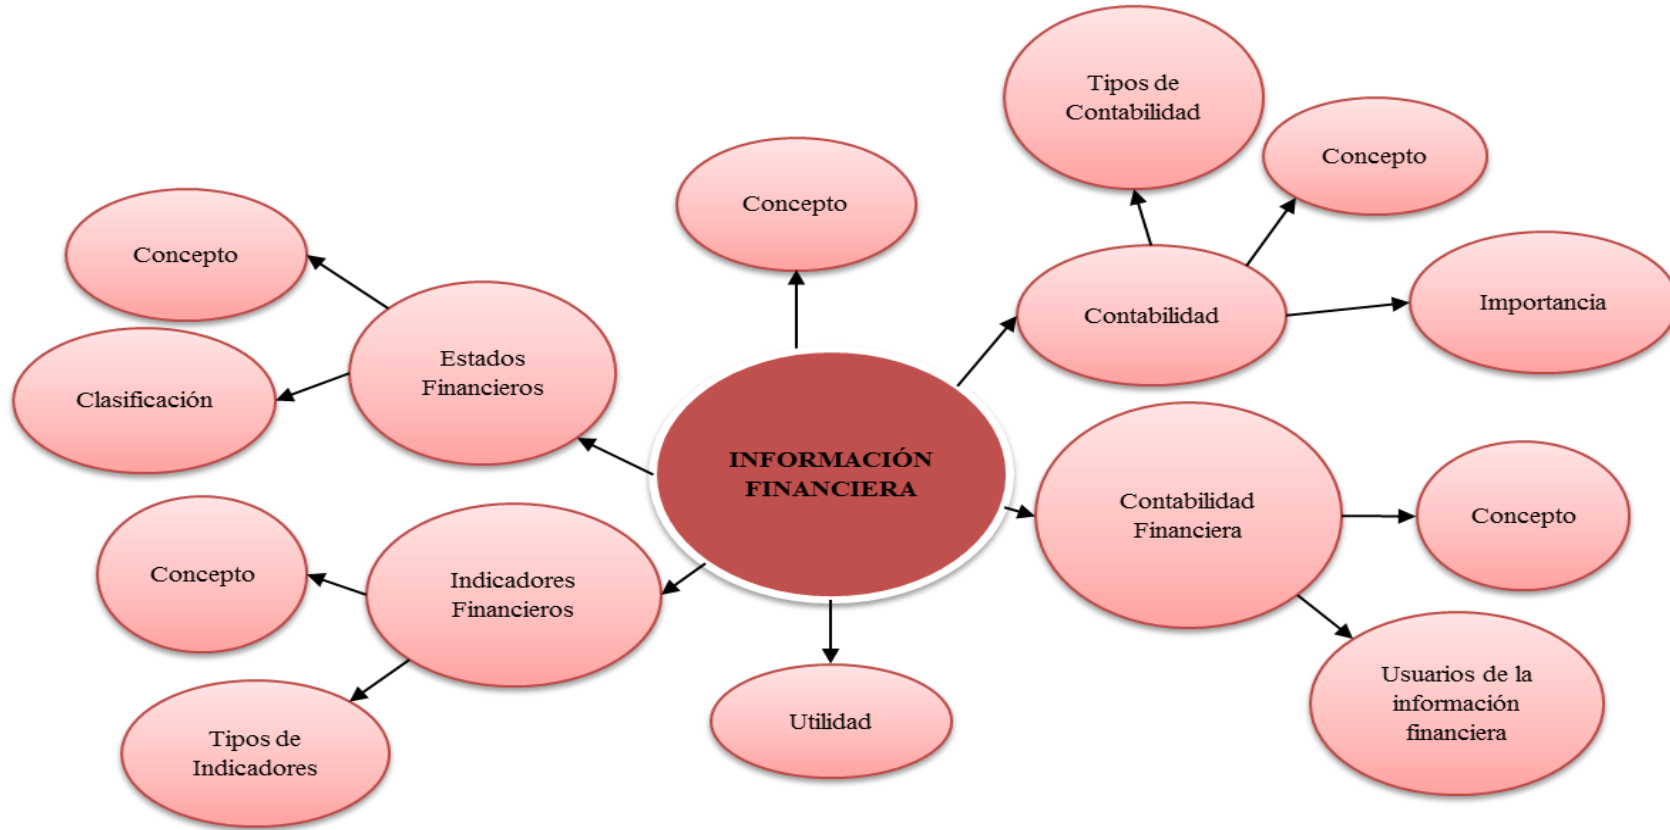 Tipos de
Contabilidad
Concepto
Concepto
Concepto
Importancia
Contabilidad
Estados
Financieros
Clasificación
INFORMACIÓN
FINANCIERA
Contabilidad
Financiera
Concepto
Concepto
Indicadores
Financieros
Usuarios de la
información
financiera
Utilidad
Tipos de
Indicadores